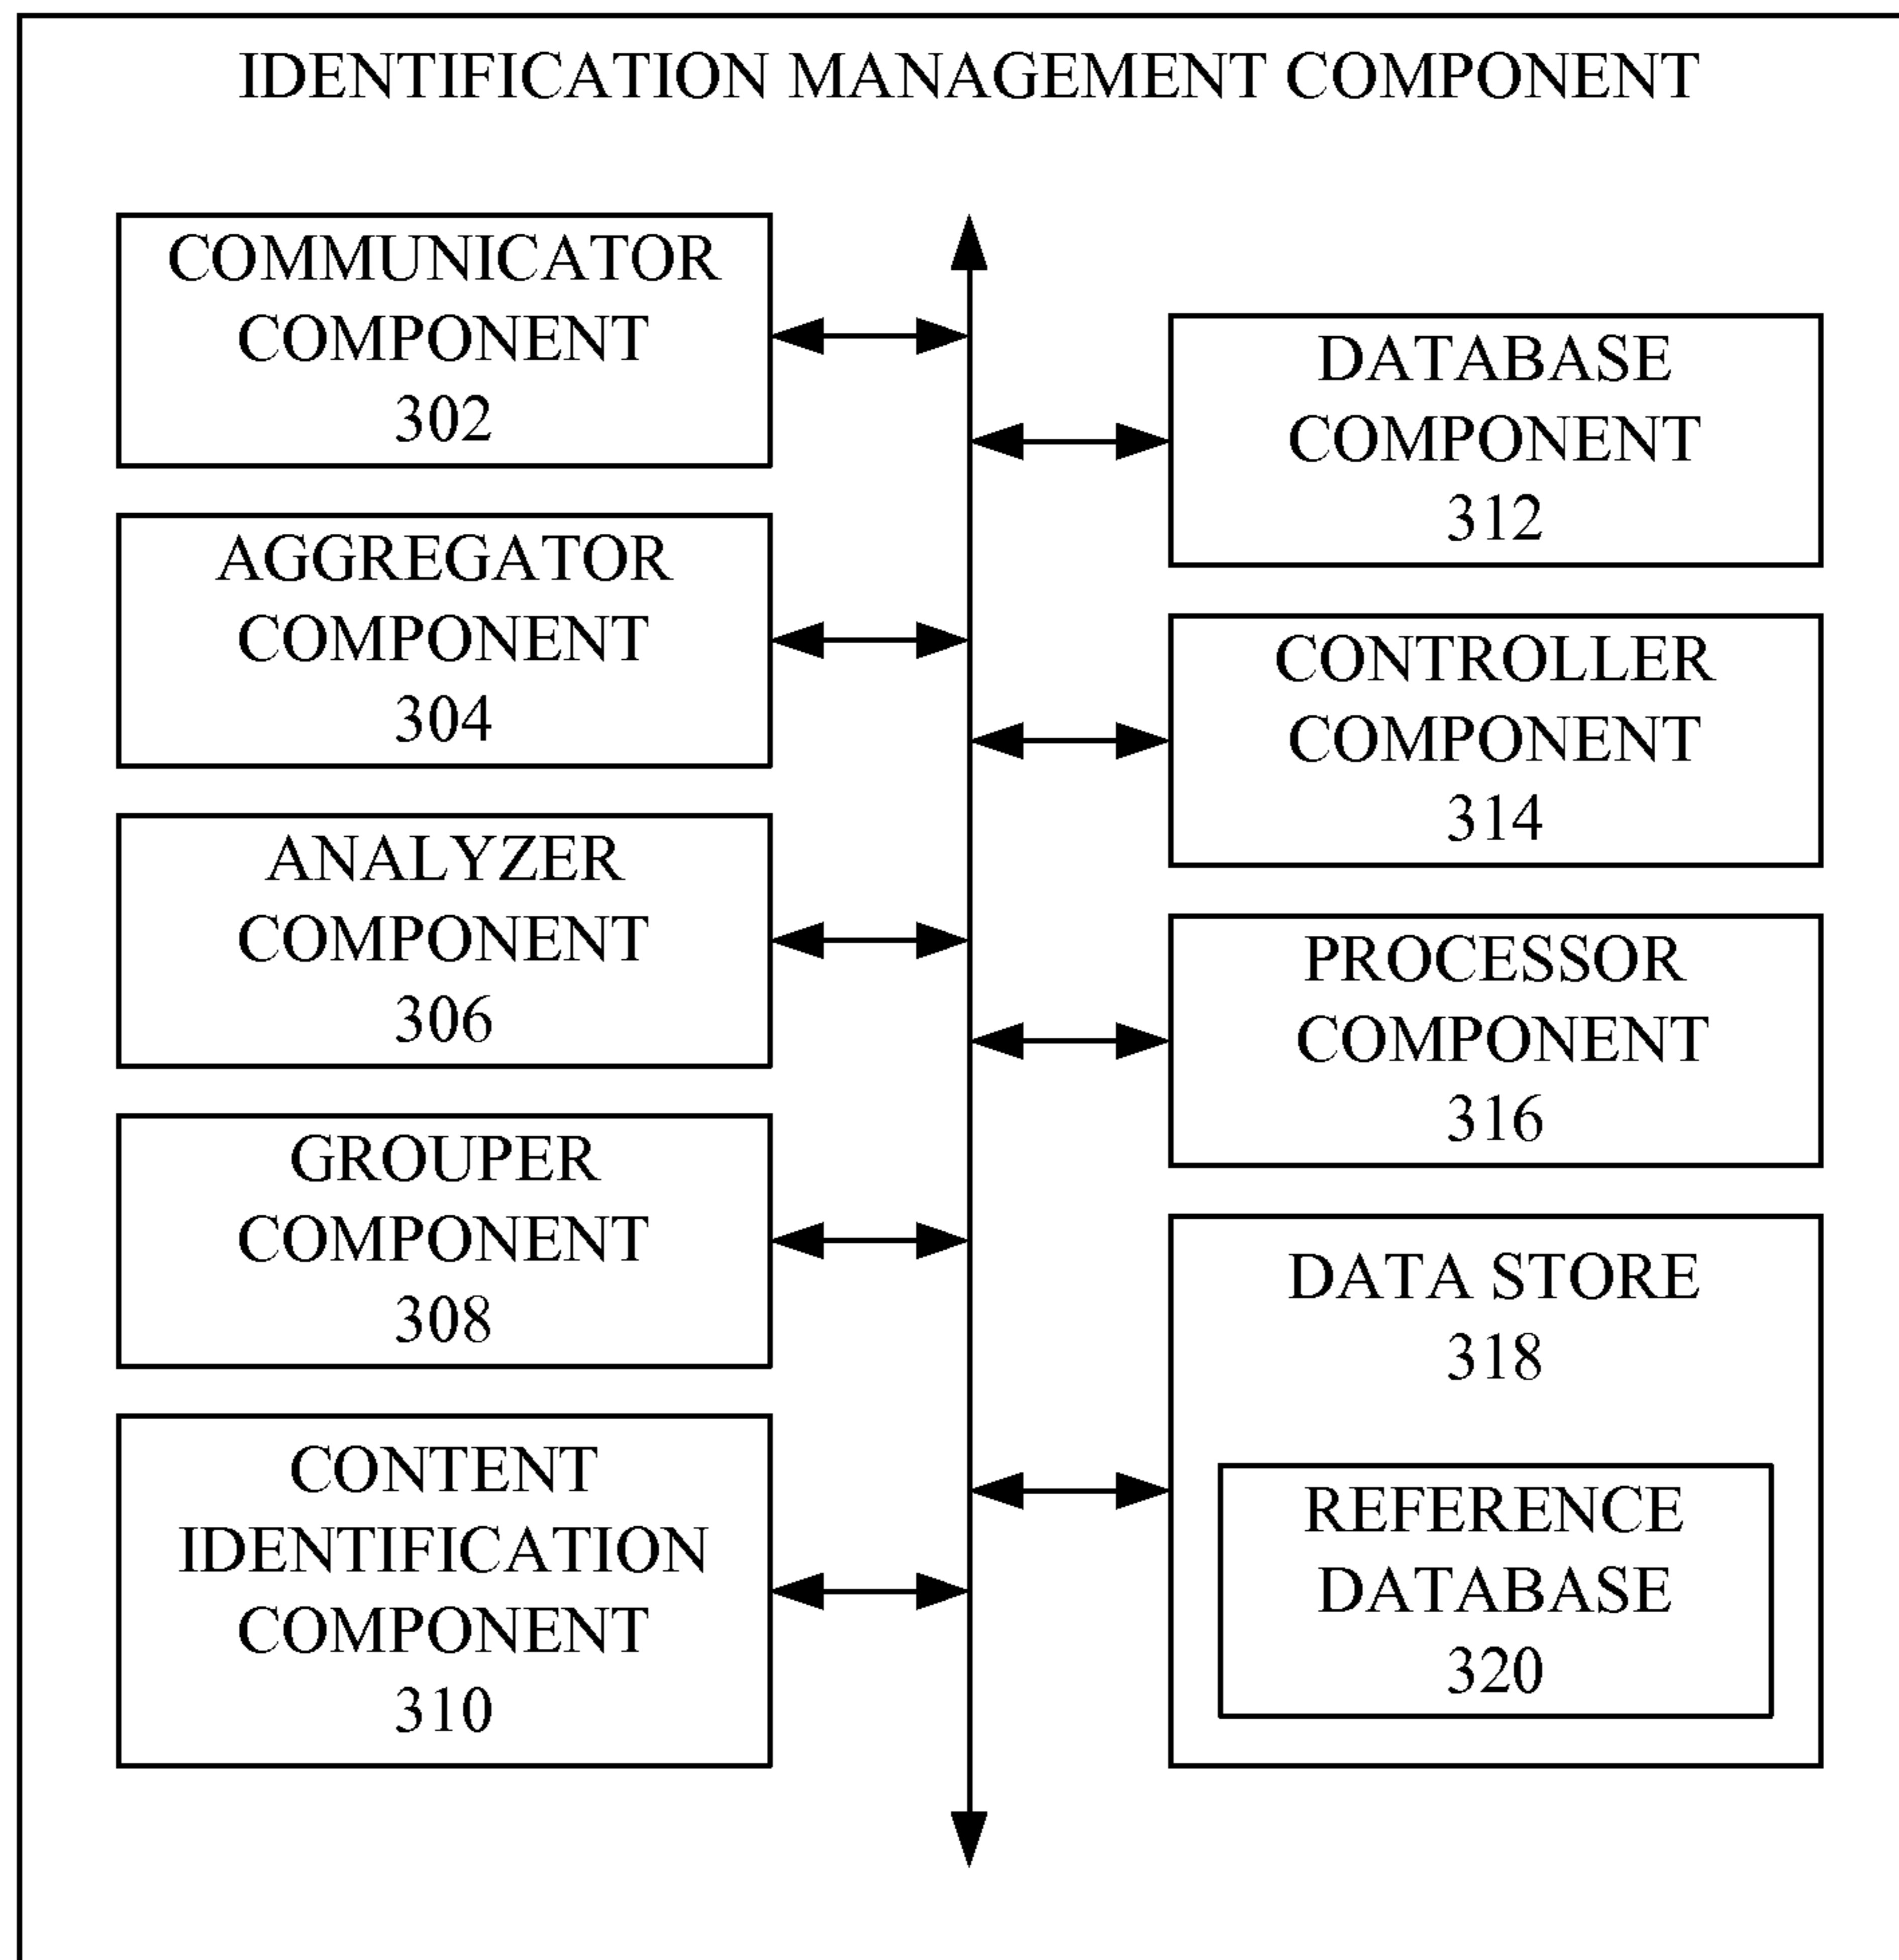 IDENTIFICATION MANAGEMENT COMPONENT
COMMUNICATOR
COMPONENT
302
AGGREGATOR
COMPONENT
304
ANALYZER
COMPONENT
306
GROUPER
COMPONENT
308
CONTENT
IDENTIFICATION
COMPONENT
310
DATABASE
COMPONENT
312
CONTROLLER
COMPONENT
314
PROCESSOR
COMPONENT
316
DATA STORE
318
REFERENCE
DATABASE
320